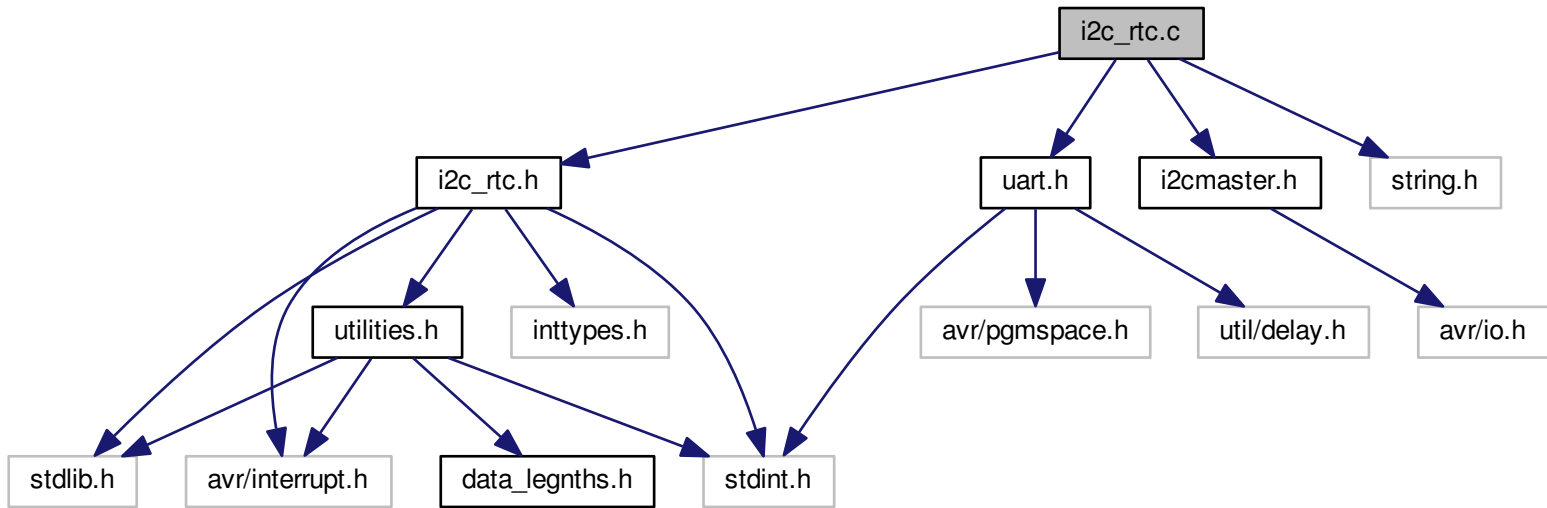 i2c_rtc.c
i2c_rtc.h
uart.h
i2cmaster.h
string.h
utilities.h
inttypes.h
avr/pgmspace.h
util/delay.h
avr/io.h
stdlib.h
avr/interrupt.h
data_legnths.h
stdint.h